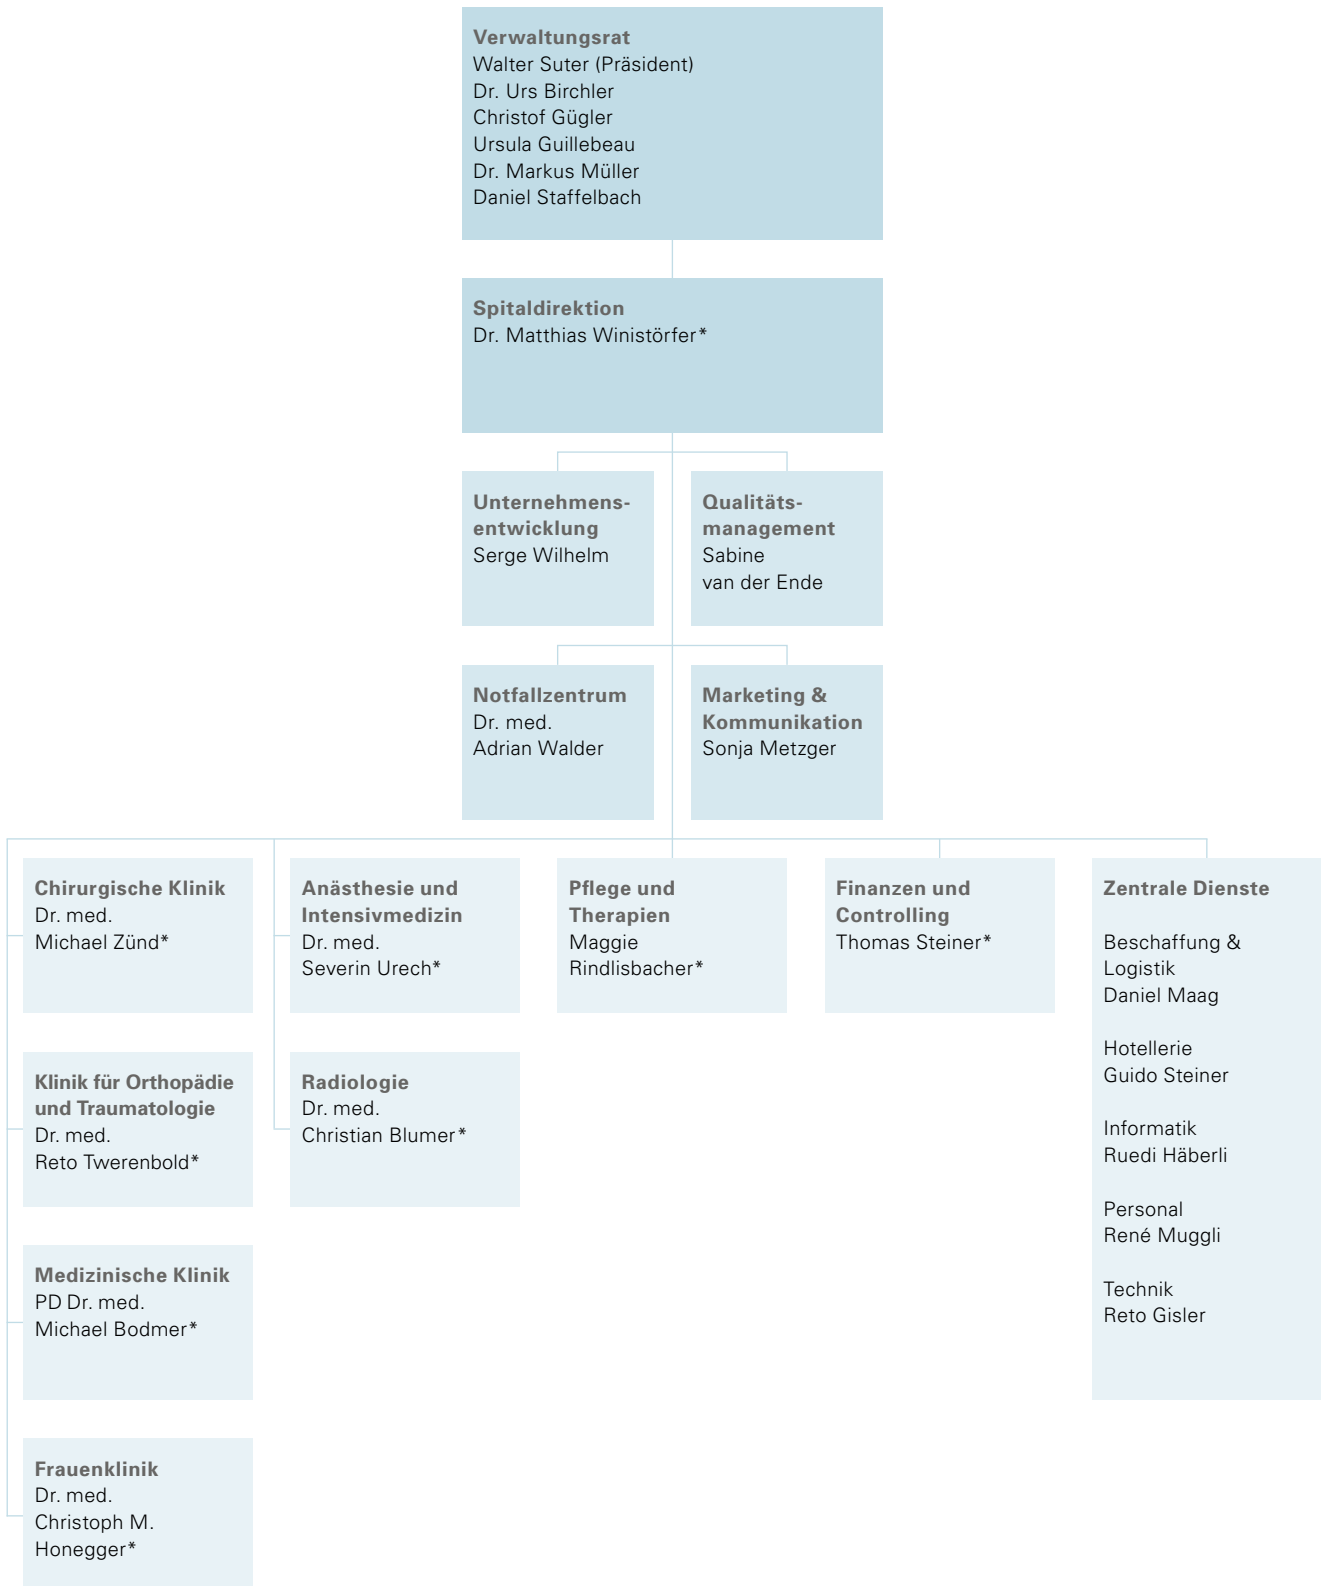 Verwaltungsrat
Walter Suter (Präsident)
Dr. Urs Birchler
Christof Gügler
Ursula Guillebeau
Dr. Markus Müller
Daniel Staffelbach
Spitaldirektion
Dr. Matthias Winistörfer*
Unternehmens-
entwicklung
Serge Wilhelm
Qualitäts-
management
Sabine
van der Ende
Notfallzentrum
Dr. med.
Adrian Walder
Marketing &
Kommunikation
Sonja Metzger
Chirurgische Klinik
Dr. med.
Michael Zünd*
Anästhesie und
Intensivmedizin
Dr. med.
Severin Urech*
Pflege und
Therapien
Maggie
Rindlisbacher*
Finanzen und
Controlling
Thomas Steiner*
Zentrale Dienste
Beschaffung &
Logistik
Daniel Maag
Hotellerie
Guido Steiner
Informatik
Ruedi Häberli
Personal
René Muggli
Technik
Reto Gisler
Klinik für Orthopädie
und Traumatologie
Dr. med.
Reto Twerenbold*
Radiologie
Dr. med.
Christian Blumer*
Medizinische Klinik
PD Dr. med.
Michael Bodmer*
Frauenklinik
Dr. med.
Christoph M.
Honegger*